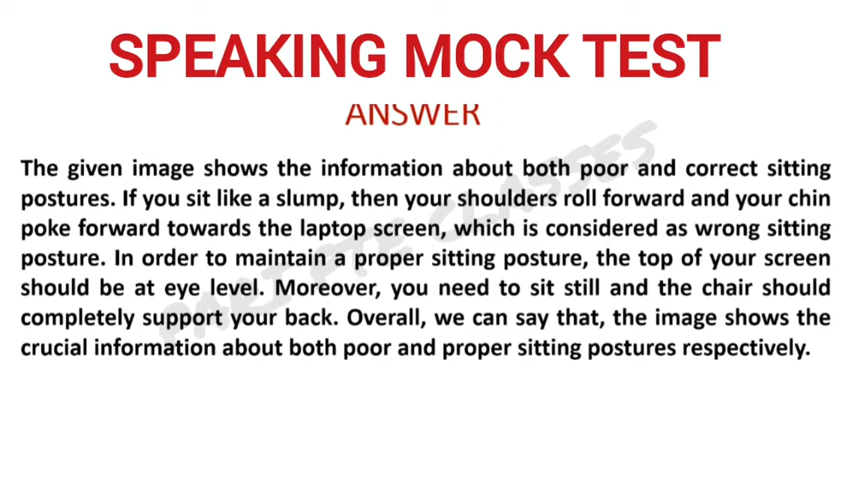 SPEAKING MOCK TEST
ANSWER
The given image shows the information about both poor and correct sitting
postures. If you sit like a slump, then your shoulders roll forward and your chin
poke forward towards the laptop screen, which is considered as wrong sitting
posture. In order to maintain a proper sitting posture, the top of your screen
should be at eye level. Moreover, you need to sit still and the chair should
completely support your back. Overall, we can say that, the image shows the
crucial information about both poor and proper sitting postures respectively.
PARI PTE CLASSES